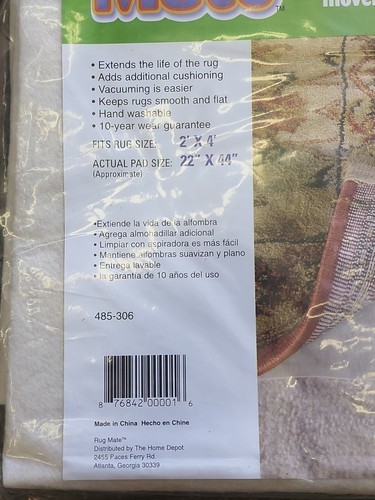 Mate™
• Extends the life of the rug
• Adds additional cushioning
• Vacuuming is easier
• Keeps rugs smooth and flat
• Hand washable
• 10-year wear guarantee
FITS RUG SIZE: 2' X 4'
ACTUAL PAD SIZE: 22" X 44"
(Approximate)
•Extiende la vida de la alfombra
• Agrega almohadillar adicional
• Limpiar con aspiradora es más fácil
• Mantiene alfombras suavizan y plano
• Entrega lavable
• la garantía de 10 años del uso
485-306
8 76842 00001 6
Made in China Hecho en Chine
Rug Mate™
Distributed by The Home Depot
2455 Paces Ferry Rd.
Atlanta, Georgia 30339